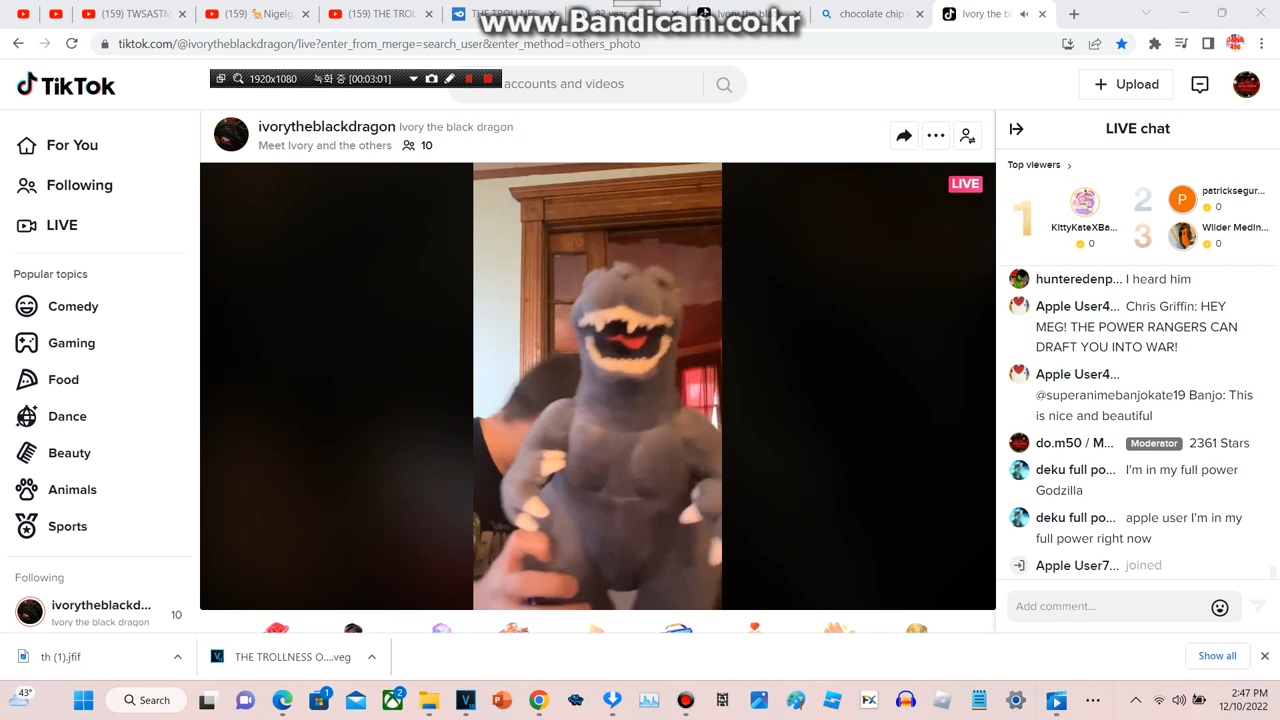 (159) TWSASTM
(159) Nigelg
(159) THE TROL
THE TROLLNES
82 year
Ivory the bl
chocolate chip
Ivory the bl
www.Bandicam.co.kr
tiktok.com/@ivorytheblackdragon/live?enter_from_merge=search_user&enter_method=others_photo
TikTok
1920x1080 녹화 중 [00:03:01]
accounts and videos
Upload
For You
Following
LIVE
Popular topics
Comedy
Gaming
Food
Dance
Beauty
Animals
Sports
Following
ivorytheblackd...
Ivory the black dragon
10
ivorytheblackdragon Ivory the black dragon
Meet Ivory and the others 10
LIVE
LIVE chat
Top viewers
1
KittyKateXBa...
0
2
P
patricksegur...
0
3
Wilder Medin...
0
hunteredenp... I heard him
Apple User4... Chris Griffin: HEY
MEG! THE POWER RANGERS CAN
DRAFT YOU INTO WAR!
Apple User4...
@superanimebanjokate19 Banjo: This
is nice and beautiful
do.m50 / M... Moderator 2361 Stars
deku full po... I'm in my full power
Godzilla
deku full po... apple user I'm in my
full power right now
Apple User7... joined
Add comment...
th (1).jfif
THE TROLLNESS O....veg
Show all
43°
Search
1
2
2:47 PM
12/10/2022